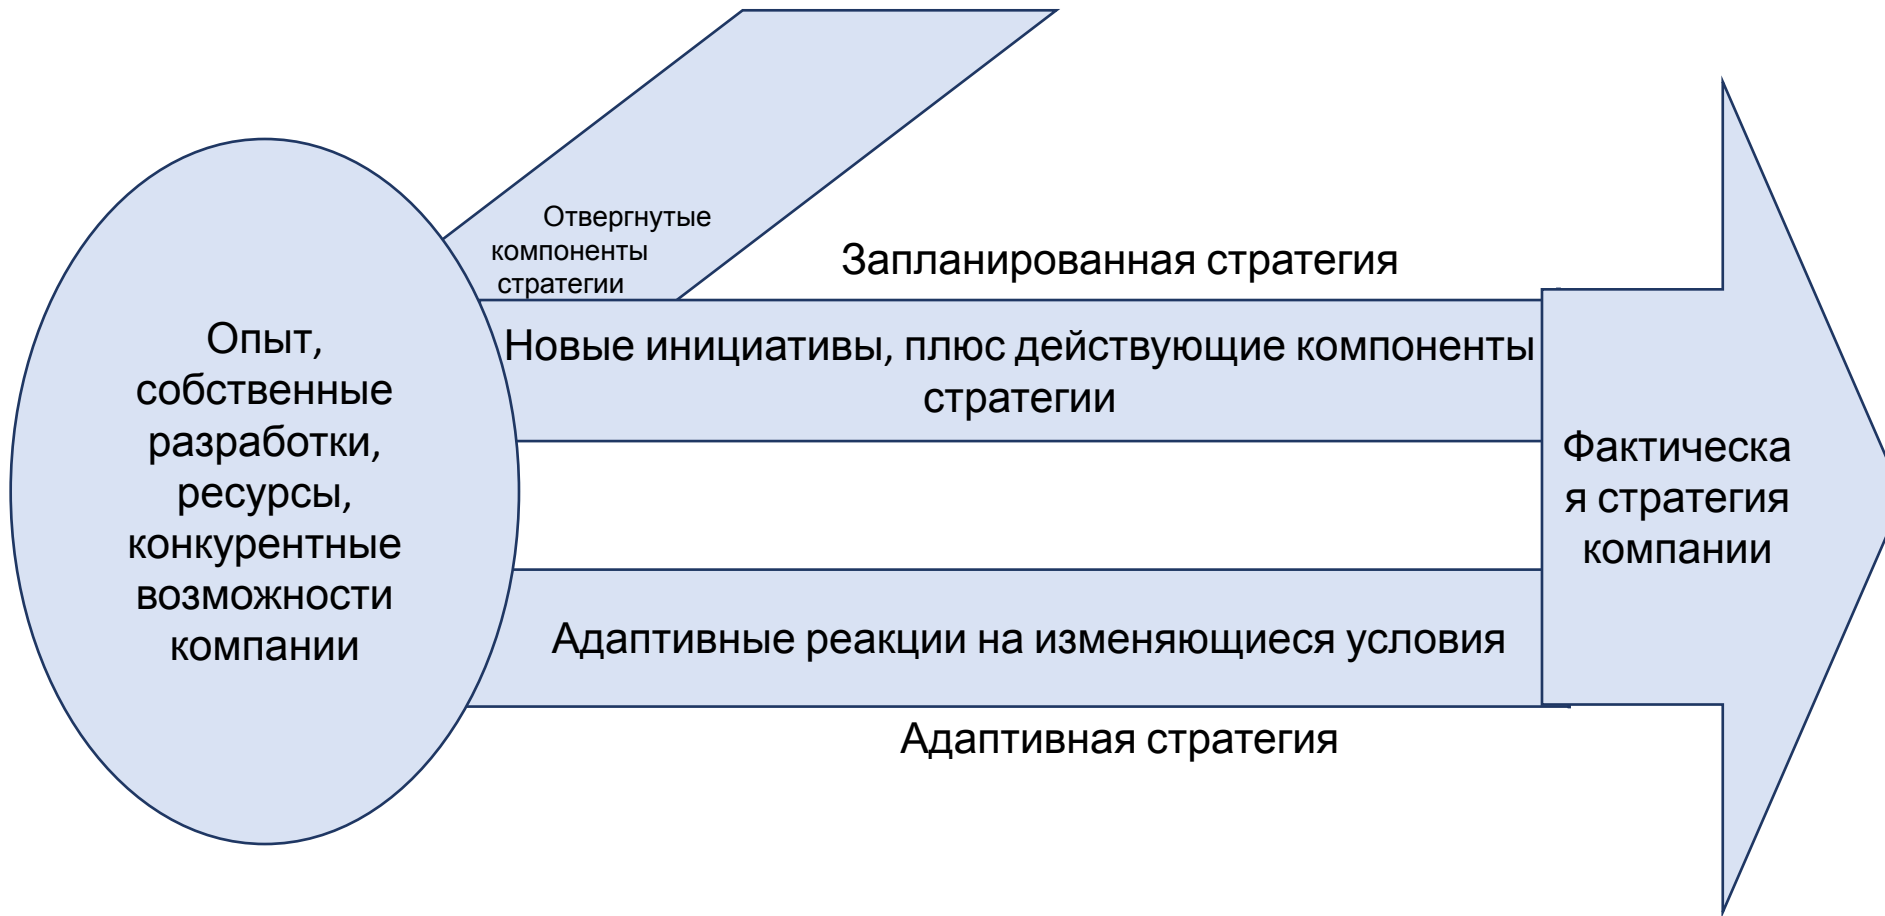 Отвергнутые
компоненты
стратегии
Запланированная стратегия
Опыт,
собственные
разработки,
ресурсы,
конкурентные
возможности
компании
Новые инициативы, плюс действующие компоненты
стратегии
Фактическа
я стратегия
компании
Адаптивные реакции на изменяющиеся условия
Адаптивная стратегия